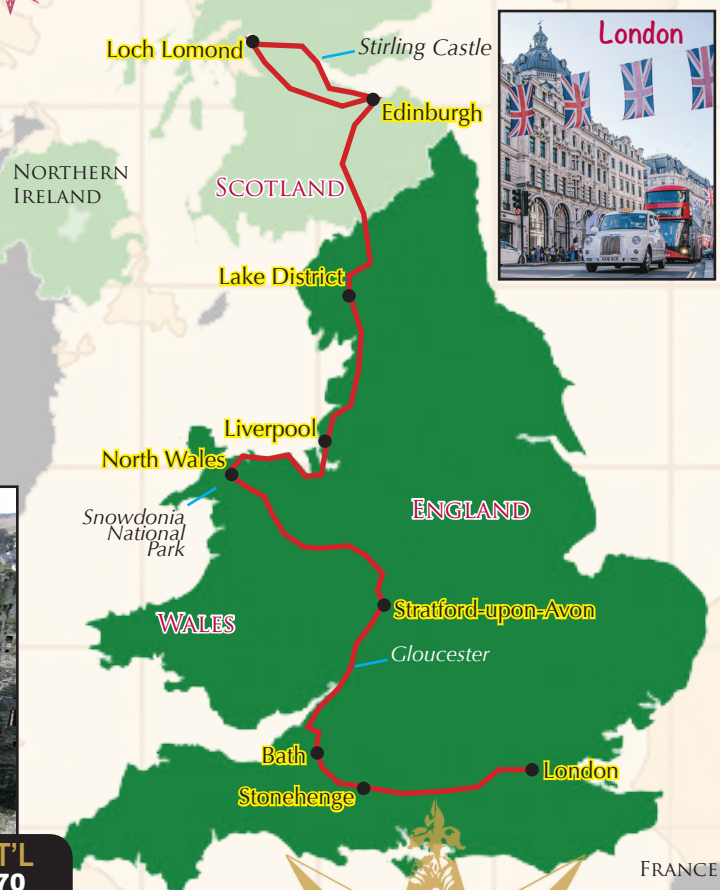 London
Loch Lomond
Stirling Castle
Edinburgh
NORTHERN
IRELAND
SCOTLAND
Lake District
Liverpool
North Wales
Snowdonia
National
Park
ENGLAND
WALES
Stratford-upon-Avon
Gloucester
Bath
London
Stonehenge
T'L
70
FRANCE